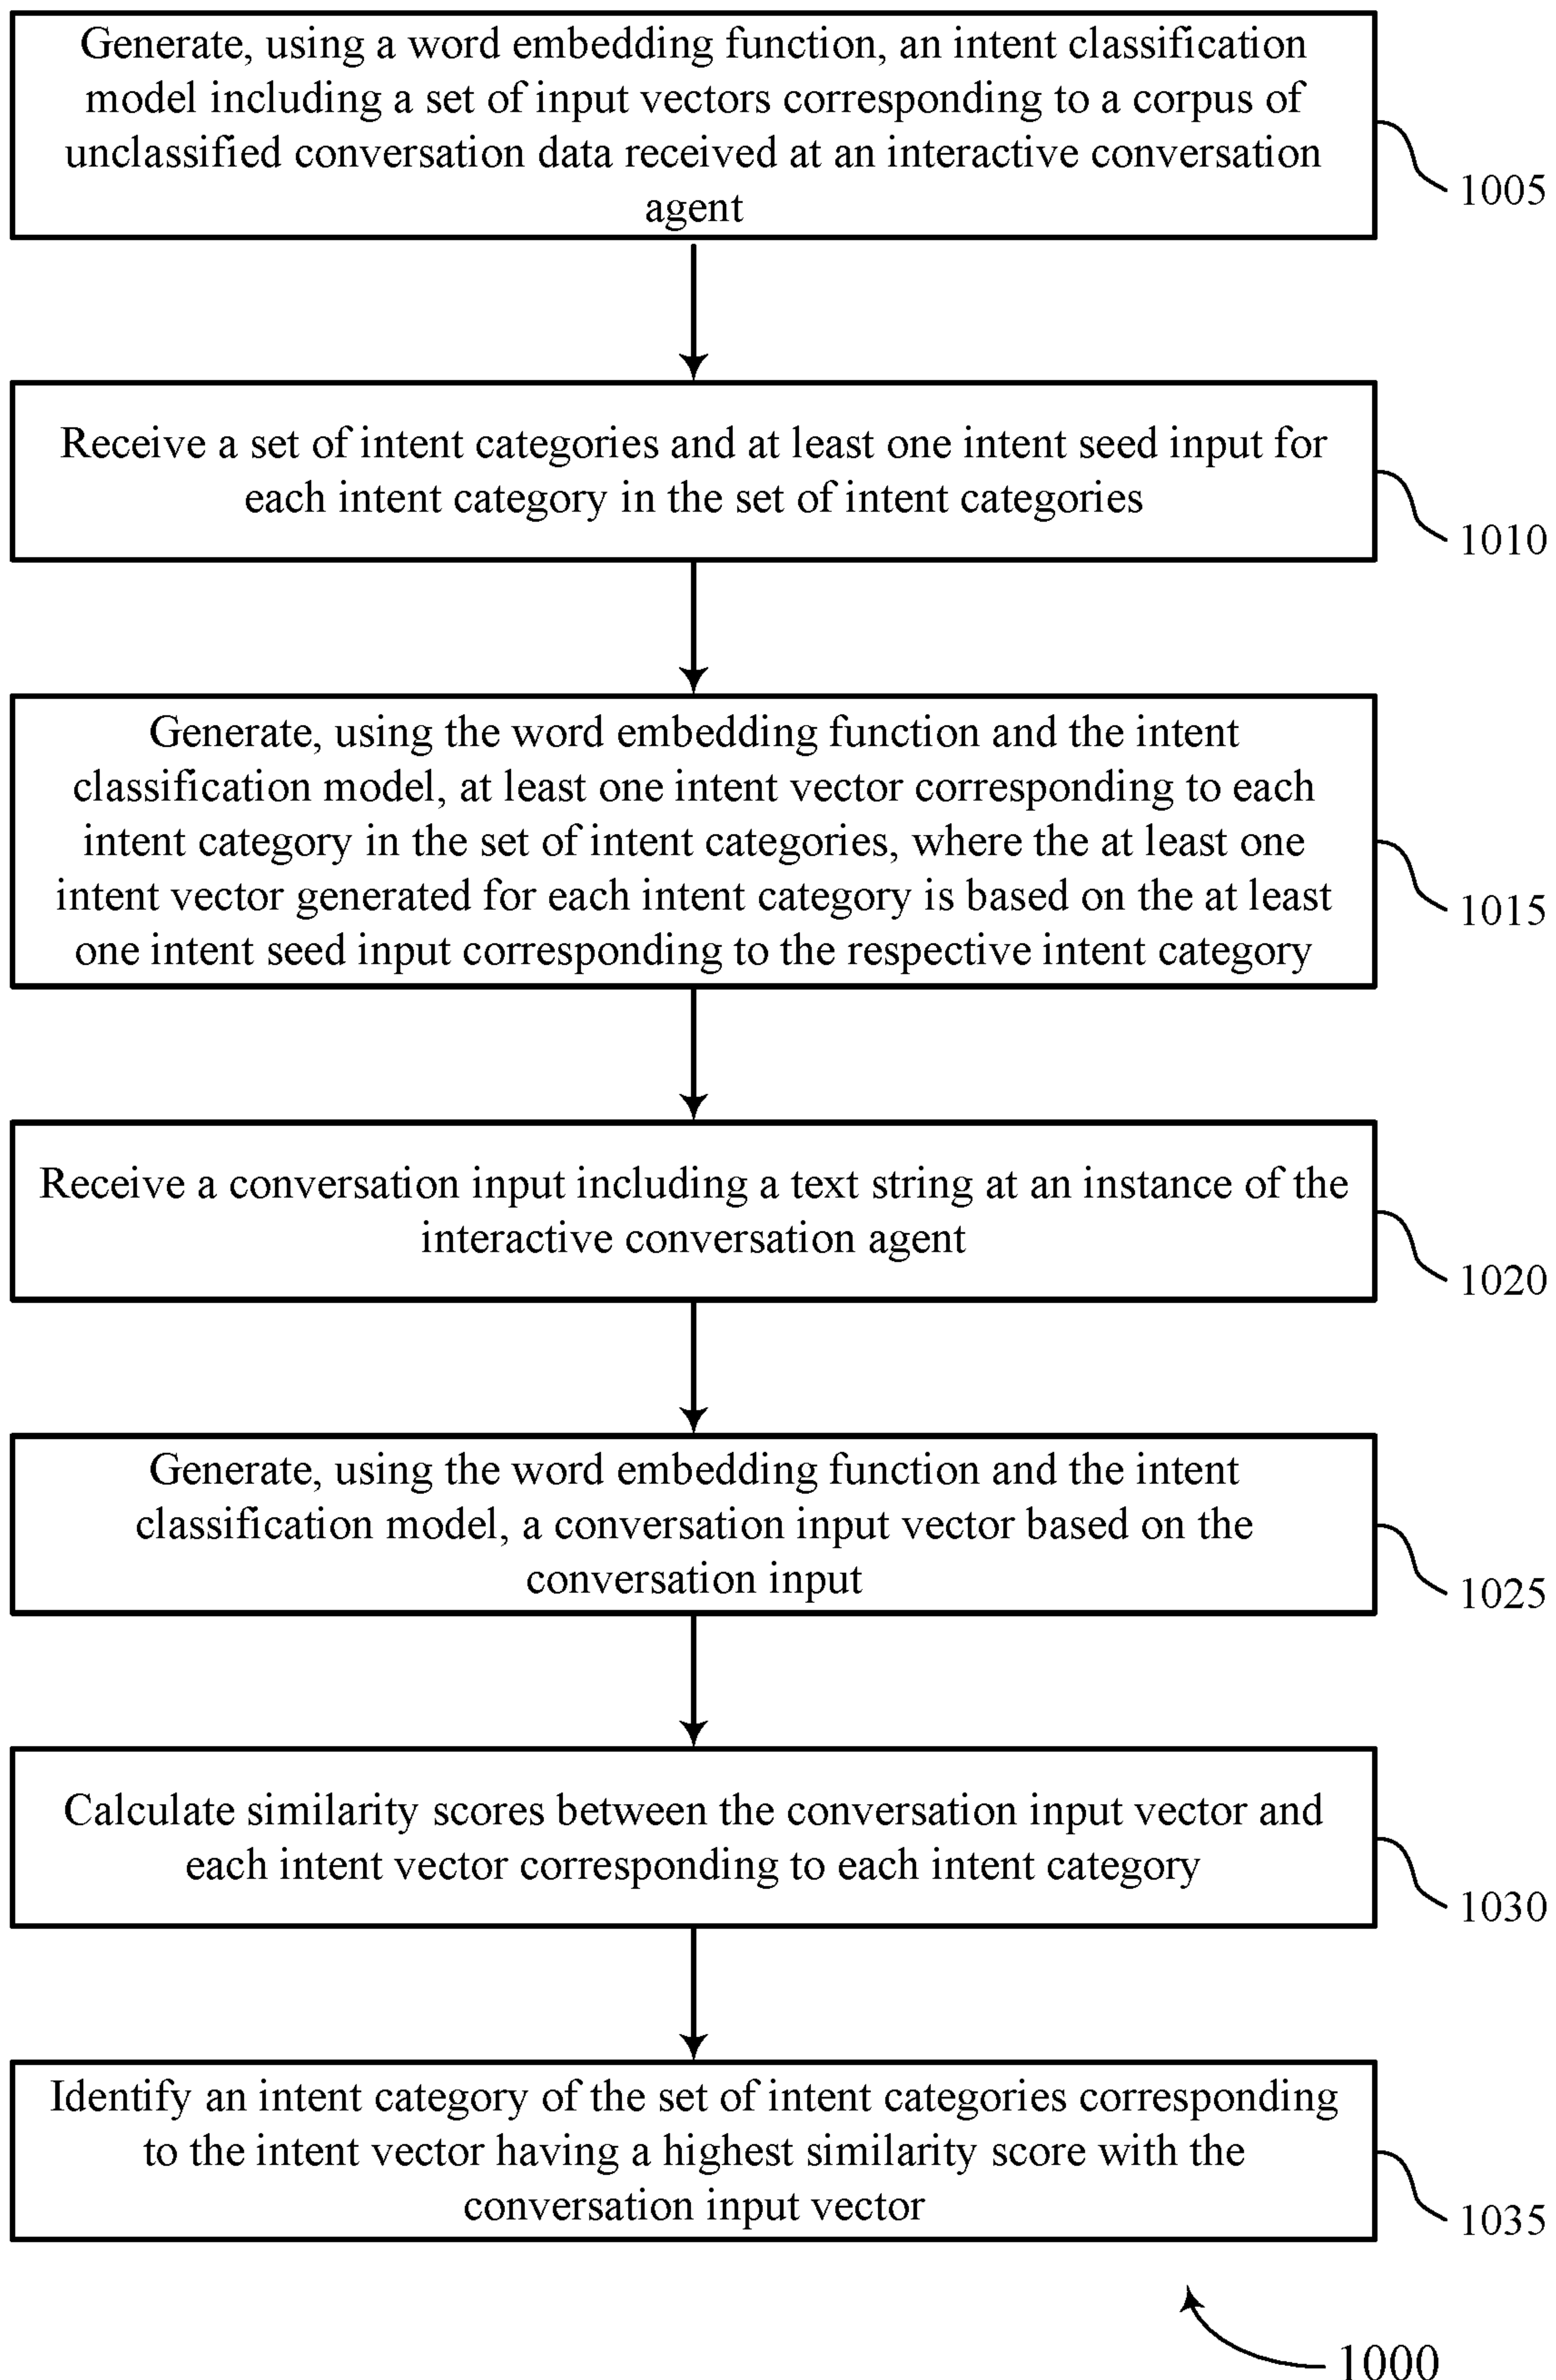 Generate, using a word embedding function, an intent classification
model including a set of input vectors corresponding to a corpus of
unclassified conversation data received at an interactive conversation
agent
1005
Receive a set of intent categories and at least one intent seed input for
each intent category in the set of intent categories
1010
Generate, using the word embedding function and the intent
classification model, at least one intent vector corresponding to each
intent category in the set of intent categories, where the at least one
intent vector generated for each intent category is based on the at least
one intent seed input corresponding to the respective intent category
1015
Receive a conversation input including a text string at an instance of the
interactive conversation agent
1020
Generate, using the word embedding function and the intent
classification model, a conversation input vector based on the
conversation input
1025
Calculate similarity scores between the conversation input vector and
each intent vector corresponding to each intent category
1030
Identify an intent category of the set of intent categories corresponding
to the intent vector having a highest similarity score with the
conversation input vector
1035
1000